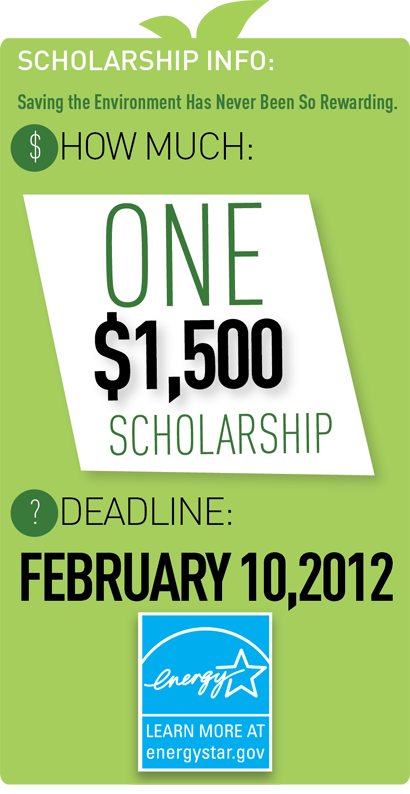 SCHOLARSHIP INFO:
Saving the Environment Has Never Been So Rewarding.
$ HOW MUCH:
ONE
$1,500
SCHOLARSHIP
? DEADLINE:
FEBRUARY 10,2012
energy
LEARN MORE AT
energystar.gov